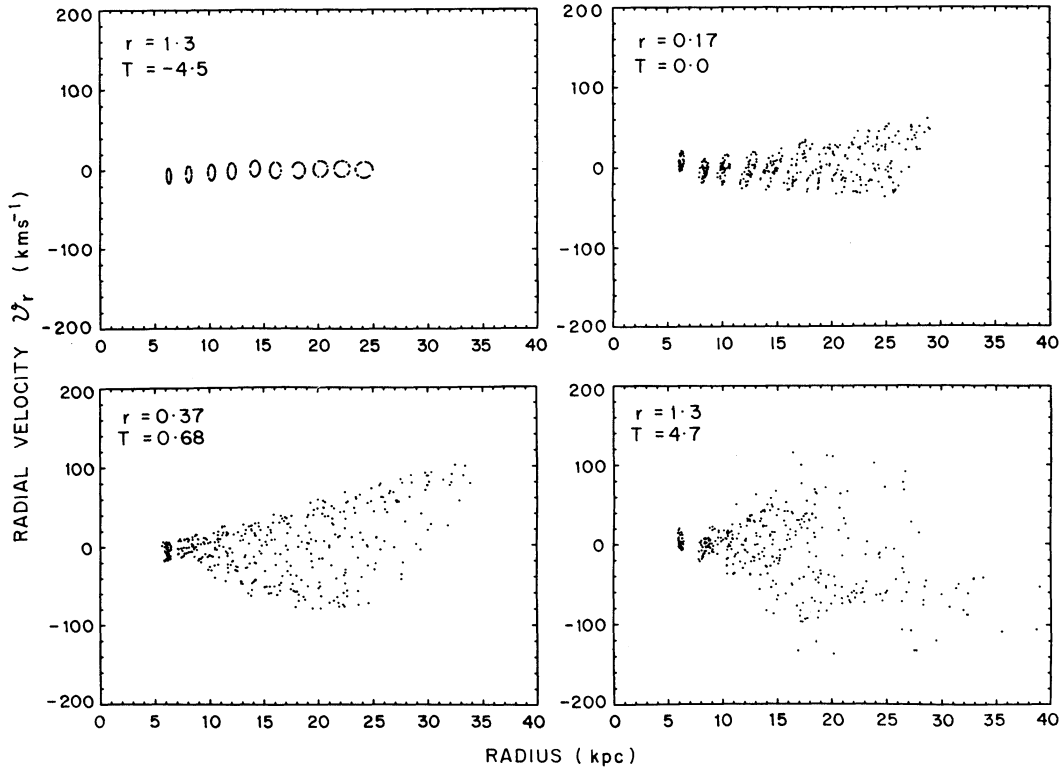 200
100
0
-100
-200
r = 1·3
T = -4·5
0 5 10 15 20 25 30 35 40
200
100
0
-100
-200
r = 0·17
T = 0·0
0 5 10 15 20 25 30 35 40
200
100
0
-100
-200
r = 0·37
T = 0·68
0 5 10 15 20 25 30 35 40
200
100
0
-100
-200
r = 1·3
T = 4·7
0 5 10 15 20 25 30 35 40
RADIAL VELOCITY 𝒱r (kms⁻¹)
RADIUS (kpc)